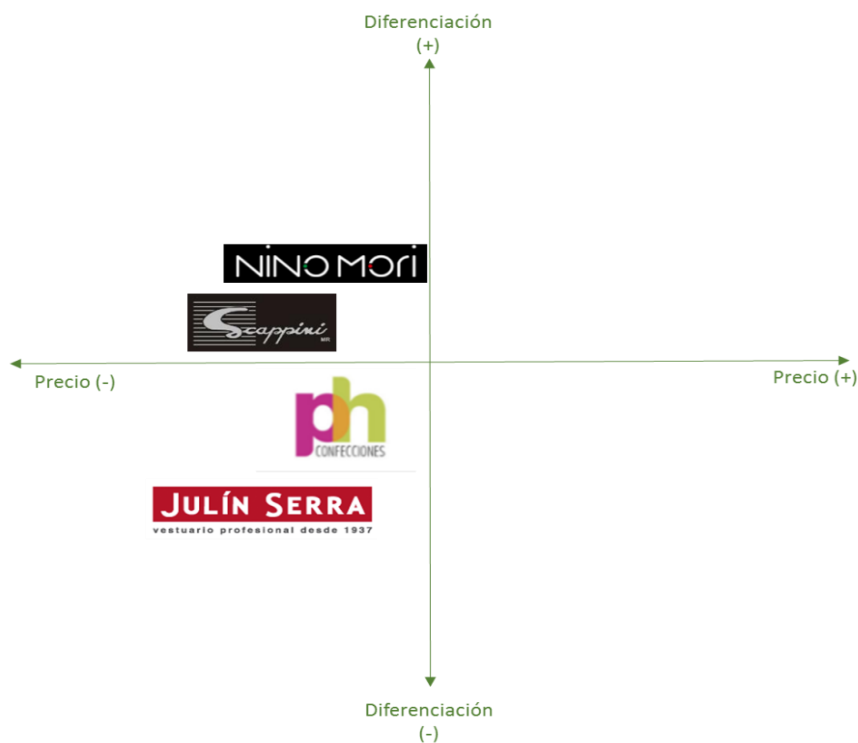 Diferenciación
(+)
NINO MORI
Scappini
Precio (-)
Precio (+)
ph
CONFECCIONES
JULÍN SERRA
vestuario profesional desde 1937
Diferenciación
(-)